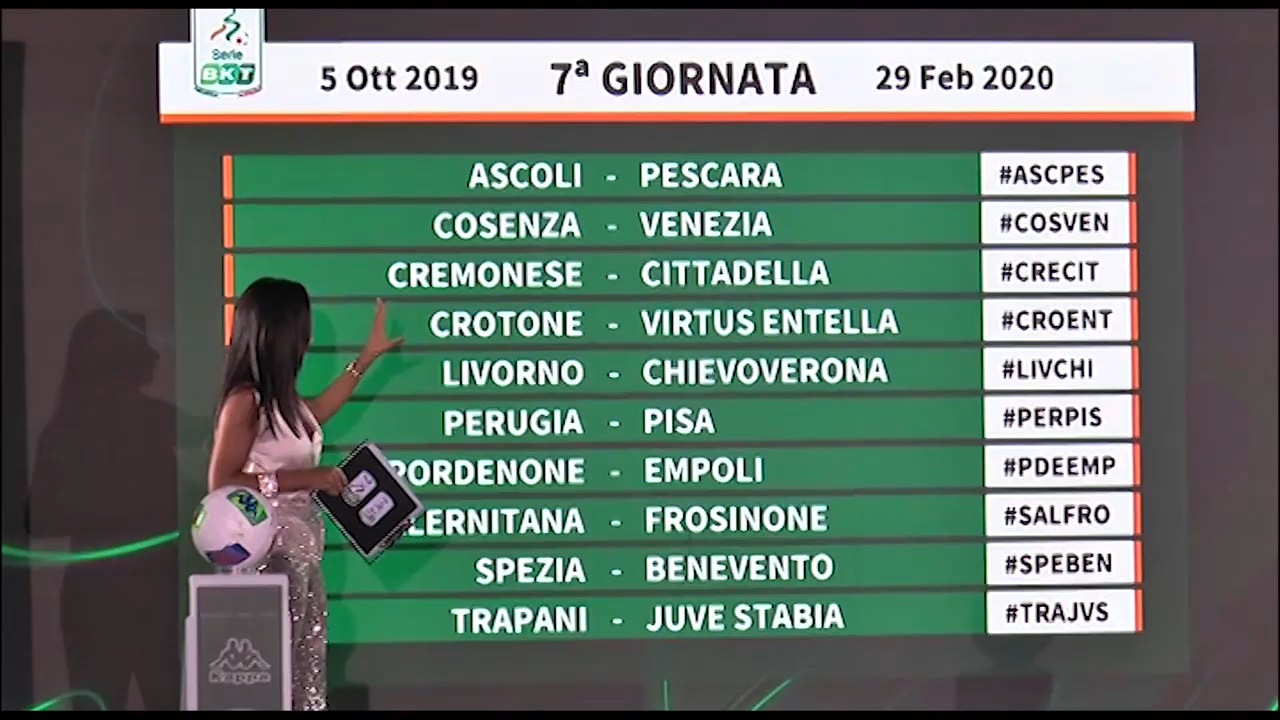 Serie
BKT
5 Ott 2019 7ª GIORNATA 29 Feb 2020
ASCOLI - PESCARA #ASCPES
COSENZA - VENEZIA #COSVEN
CREMONESE - CITTADELLA #CRECIT
CROTONE - VIRTUS ENTELLA #CROENT
LIVORNO - CHIEVOVERONA #LIVCHI
PERUGIA - PISA #PERPIS
PORDENONE - EMPOLI #PDEEMP
LERNITANA - FROSINONE #SALFRO
SPEZIA - BENEVENTO #SPEBEN
TRAPANI - JUVE STABIA #TRAJVS
Kappa